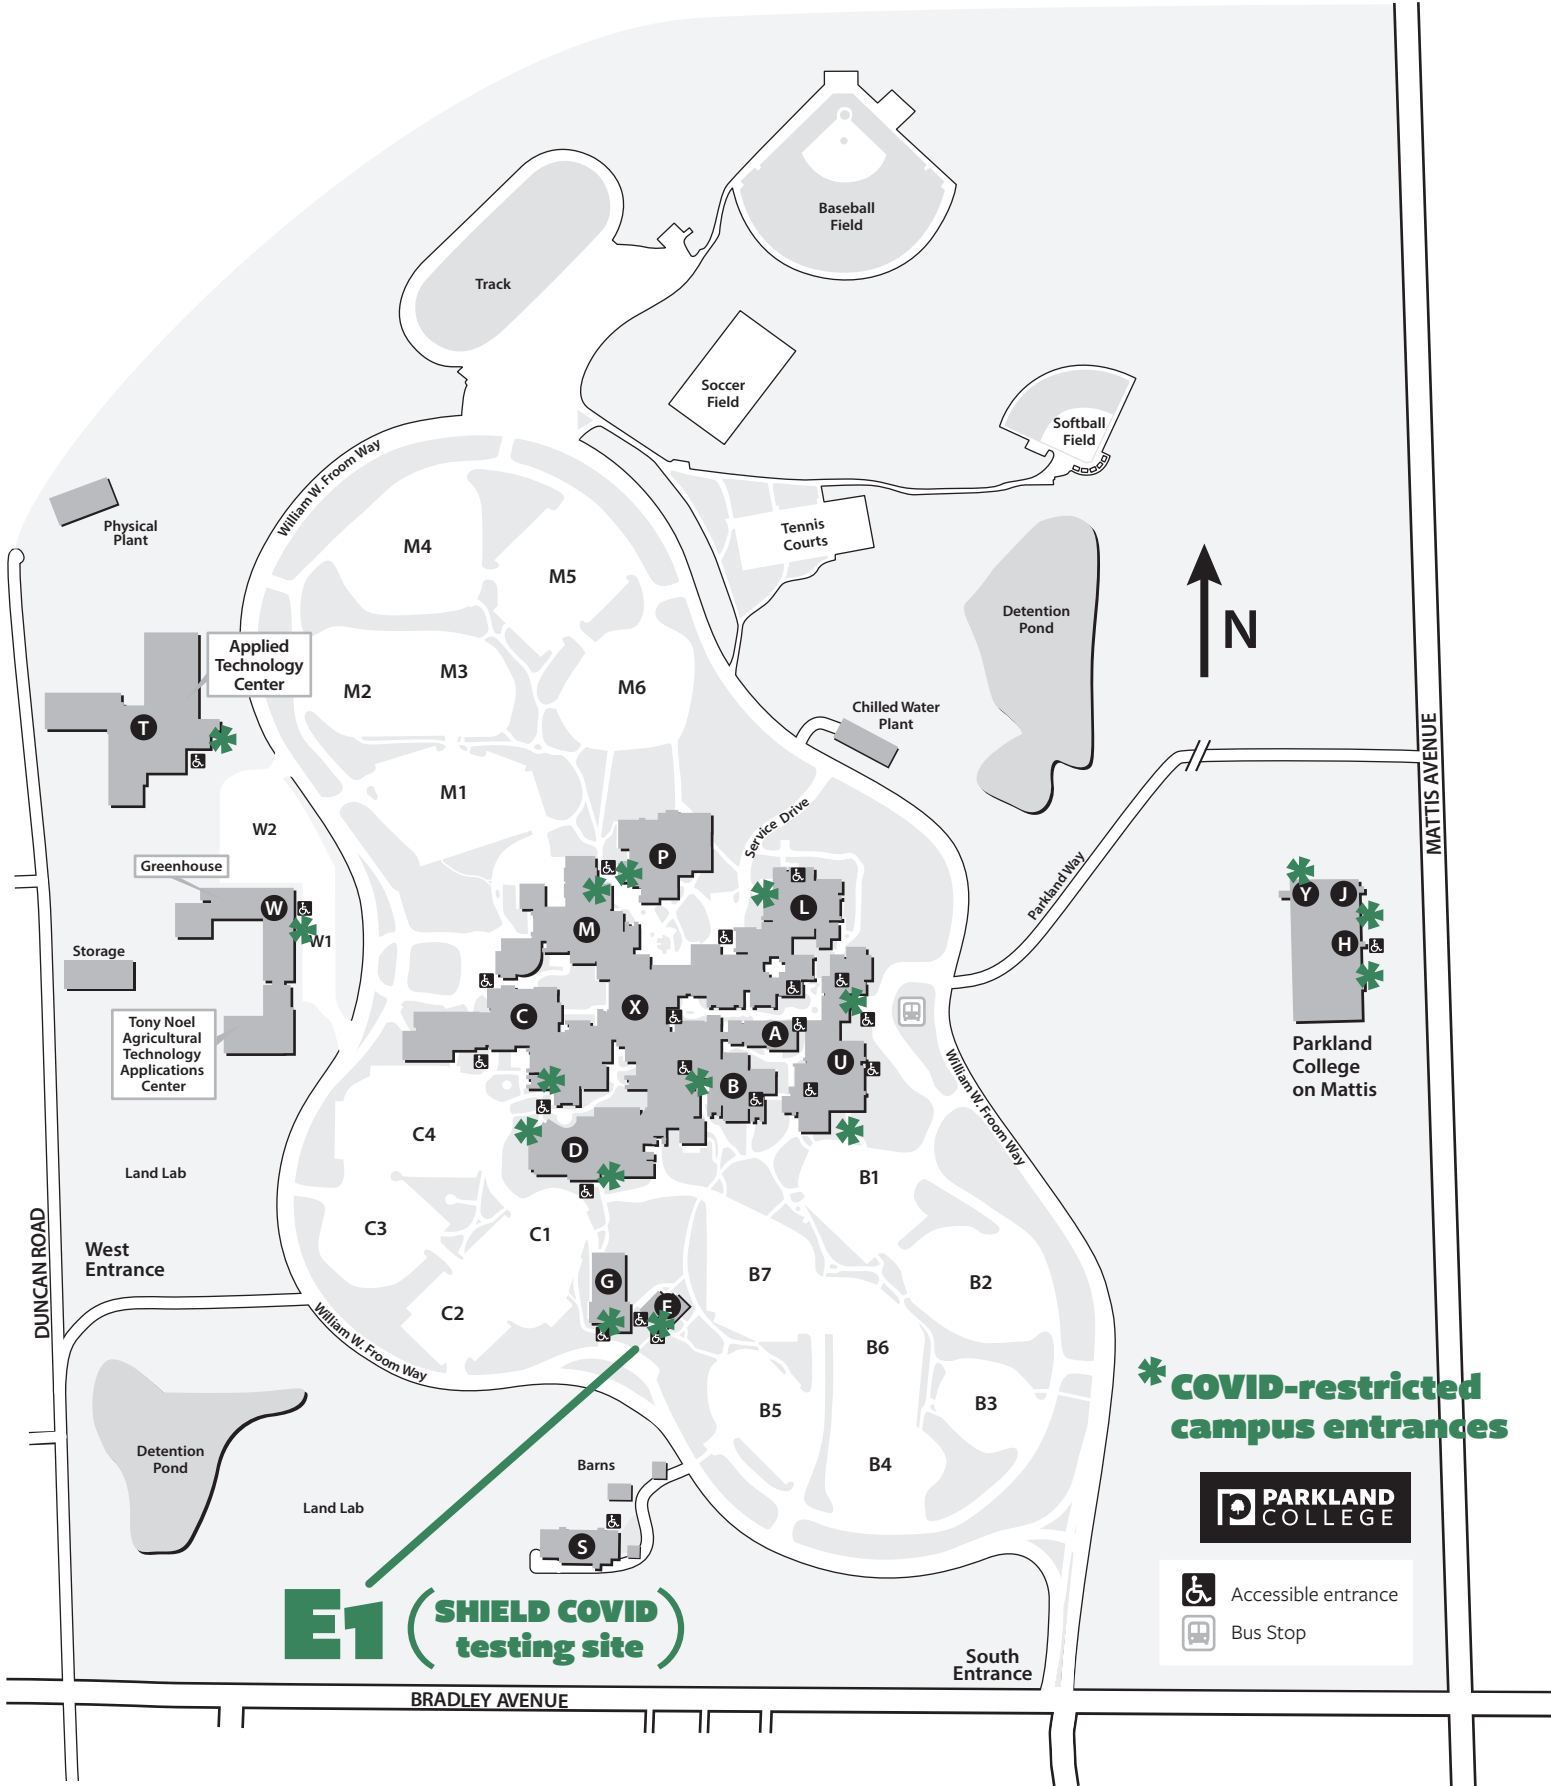 Baseball
Field
Track
Soccer
Field
Softball
Field
William W. Froom Way
Physical
Plant
Tennis
Courts
M4
M5
Detention
Pond
N
Applied
Technology
Center
M3
M2
M6
T
Chilled Water
Plant
MATTIS AVENUE
M1
Service Drive
W2
P
Parkland Way
Greenhouse
W
L
Y
J
M
W1
H
Storage
X
C
A
Tony Noel
Agricultural
Technology
Applications
Center
U
B
Parkland
College
on Mattis
William W. Froom Way
C4
D
Land Lab
B1
C3
C1
DUNCAN ROAD
West
Entrance
G
B7
B2
E
C2
William W. Froom Way
B6
COVID-restricted
campus entrances
B5
B3
Detention
Pond
Barns
B4
Land Lab
PARKLAND
COLLEGE
S
E1
(SHIELD COVID
testing site)
Accessible entrance
Bus Stop
South
Entrance
BRADLEY AVENUE